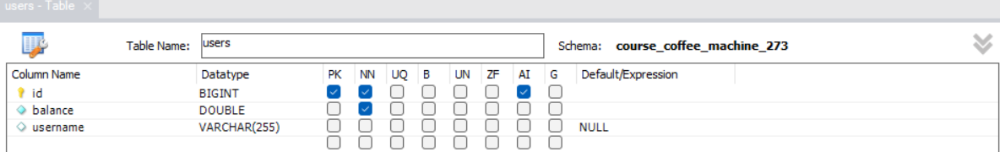 users - Table ×
Table Name: users Schema: course_coffee_machine_273
Column Name Datatype PK NN UQ B UN ZF AI G Default/Expression
id BIGINT
balance DOUBLE
username VARCHAR(255) NULL